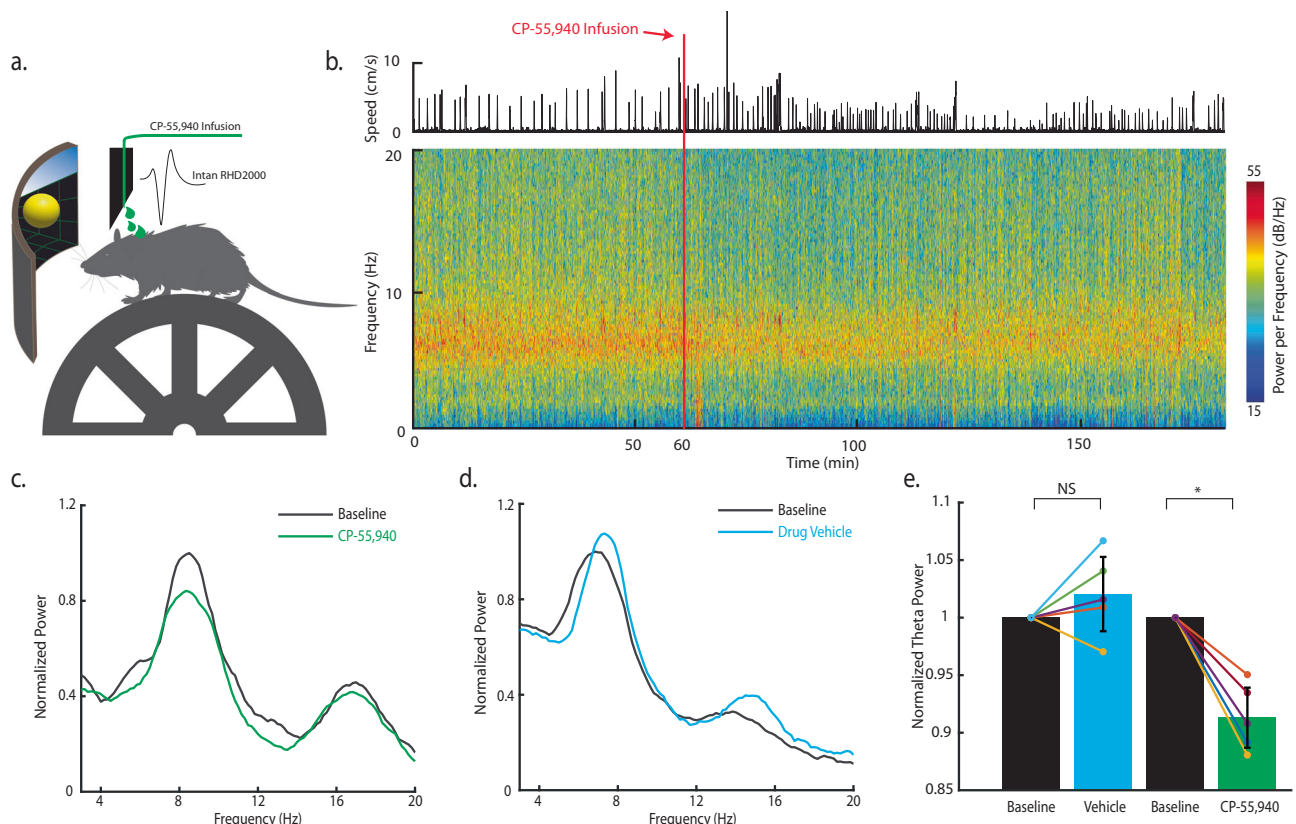 a.
CP-55,940 Infusion
Intan RHD2000
b.
CP-55,940 Infusion
Speed (cm/s)
10
0
Frequency (Hz)
20
10
0
0
50
60
100
150
Time (min)
55
15
Power per Frequency (dB/Hz)
c.
Normalized Power
1.2
0.8
0.4
0
4
8
12
16
20
Frequency (Hz)
Baseline
CP-55,940
d.
Normalized Power
1.2
0.8
0.4
0
4
8
12
16
20
Frequency (Hz)
Baseline
Drug Vehicle
e.
Normalized Theta Power
1.1
1.05
1
0.95
0.9
0.85
NS
*
Baseline
Vehicle
Baseline
CP-55,940